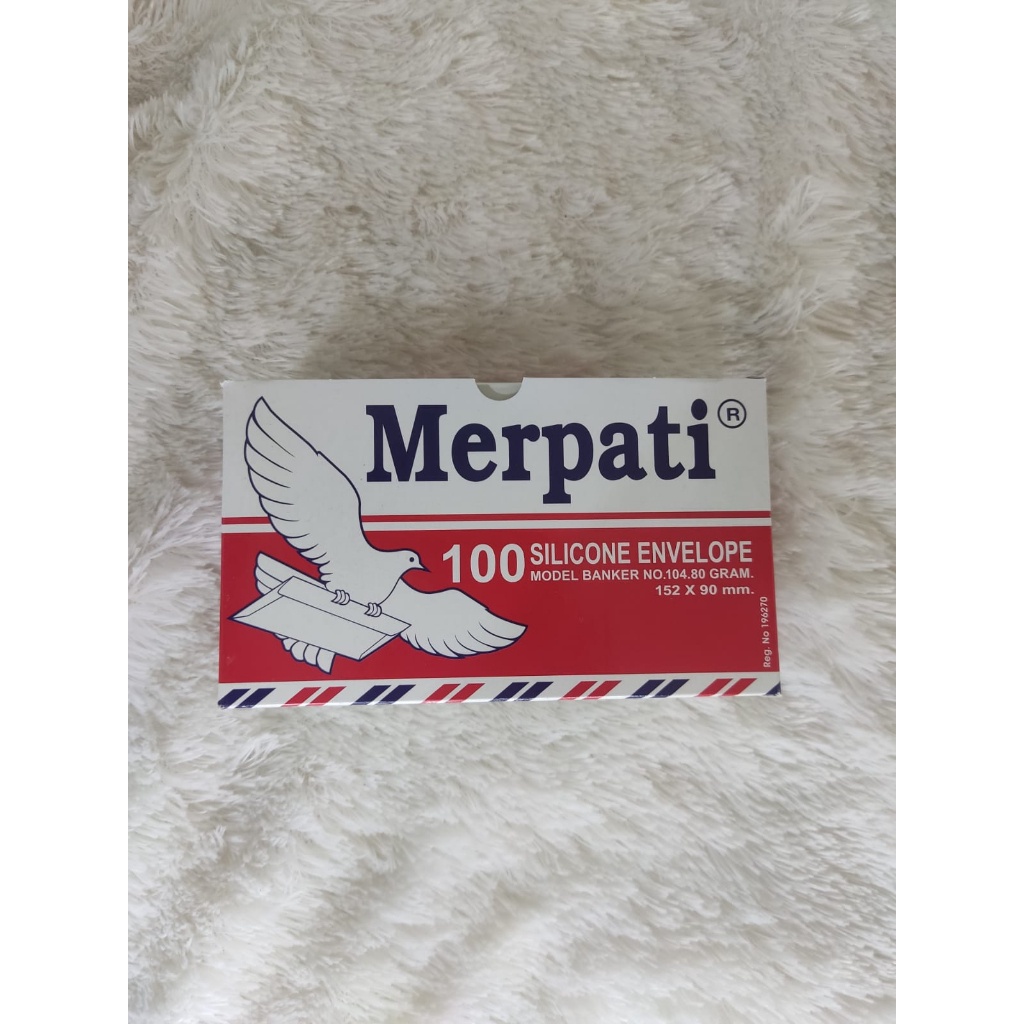 Merpati ®
100 SILICONE ENVELOPE
MODEL BANKER NO.104.80 GRAM.
152 X 90 mm.
Reg. No 196270